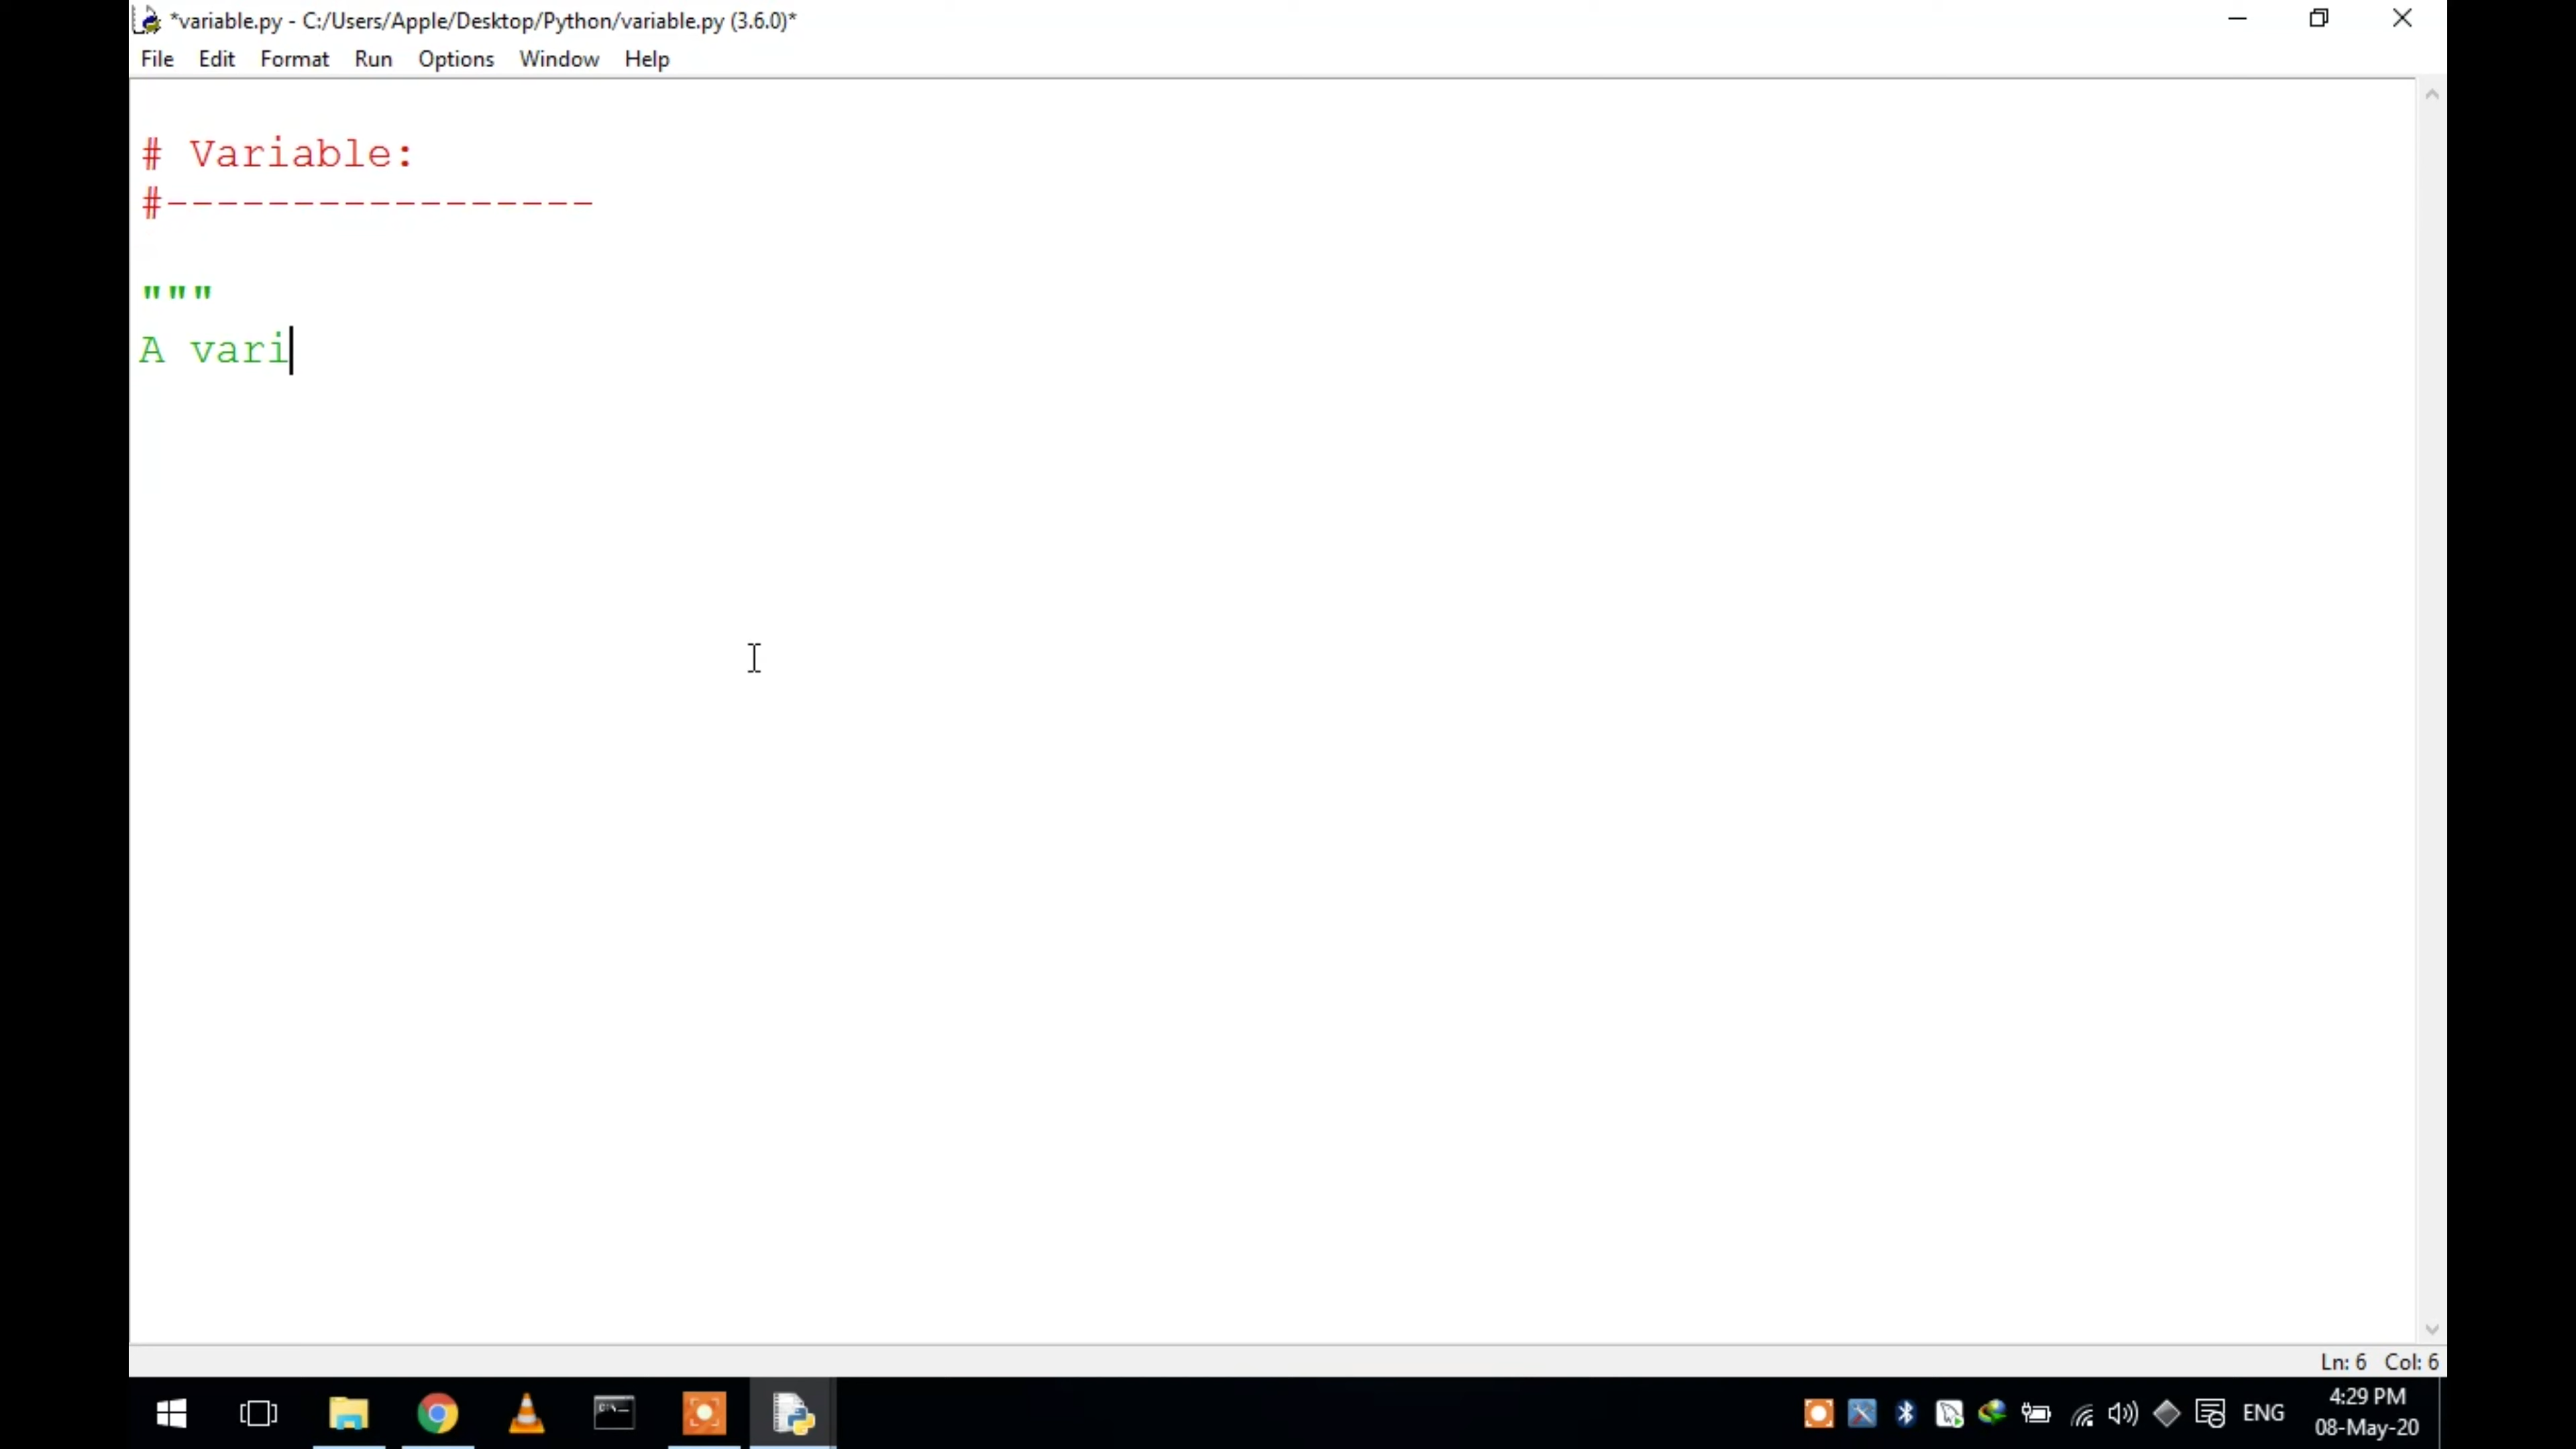 *variable.py - C:/Users/Apple/Desktop/Python/variable.py (3.6.0)*
File Edit Format Run Options Window Help
# Variable:
#-----------------
"""
A vari
Ln: 6 Col: 6
ENG
4:29 PM
08-May-20